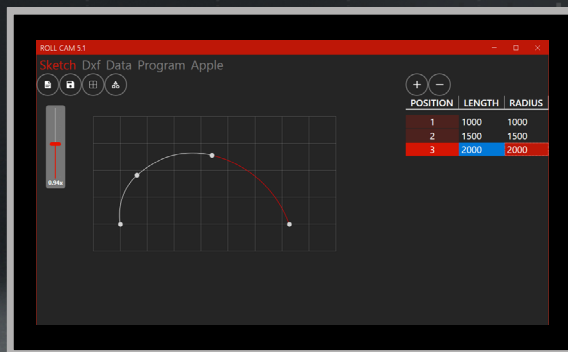 ROLL CAM 5.1
Sketch Dxf Data Program Apple
POSITION LENGTH RADIUS
1 1000 1000
2 1500 1500
3 2000 2000
0.94x